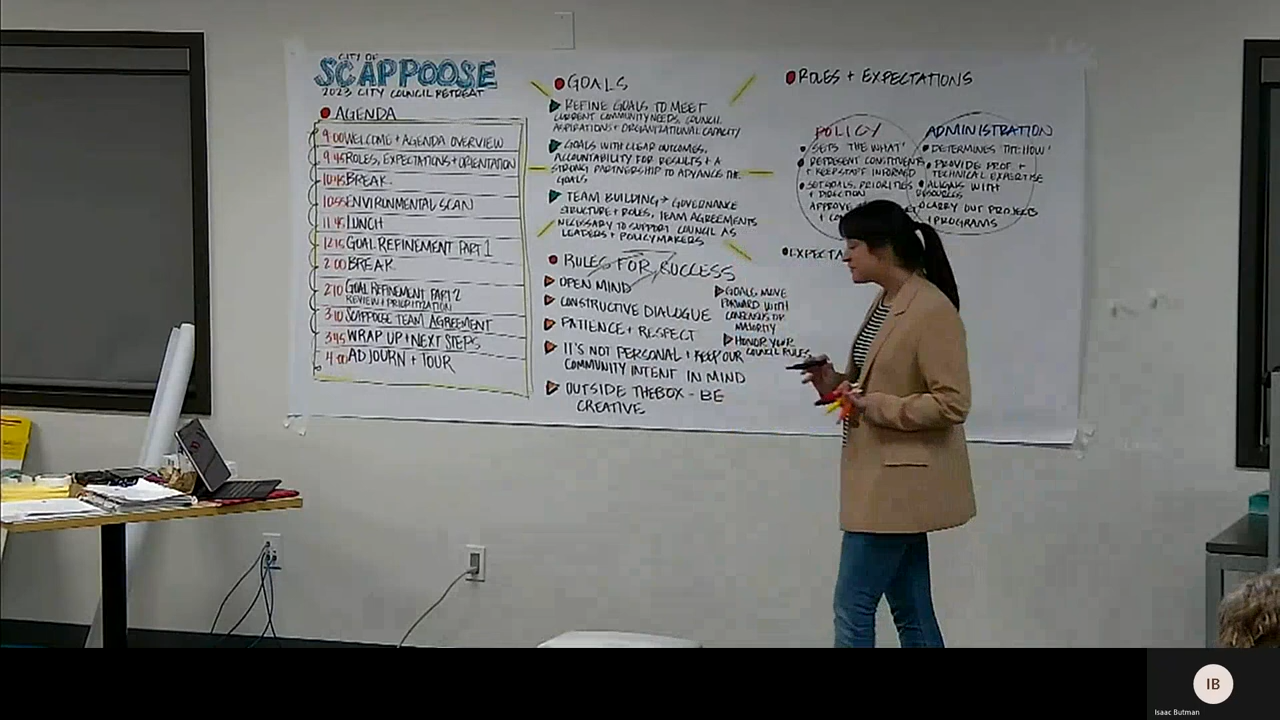 CITY OF
SCAPPOOSE
2023 CITY COUNCIL RETREAT
AGENDA
9:00 WELCOME + AGENDA OVERVIEW
9:45 ROLES, EXPECTATIONS + ORIENTATION
10:45 BREAK
10:55 ENVIRONMENTAL SCAN
11:45 LUNCH
12:15 GOAL REFINEMENT PART 1
2:00 BREAK
2:10 GOAL REFINEMENT PART 2
REVIEW + PRIORITIZATION
3:10 SCAPPOOSE TEAM AGREEMENT
3:45 WRAP UP + NEXT STEPS
4:00 ADJOURN + TOUR
GOALS
REFINE GOALS TO MEET
CURRENT COMMUNITY NEEDS, COUNCIL
ASPIRATIONS + ORGANIZATIONAL CAPACITY
GOALS WITH CLEAR OUTCOMES,
ACCOUNTABILITY FOR RESULTS + A
STRONG PARTNERSHIP TO ADVANCE THE
GOALS
TEAM BUILDING → GOVERNANCE
STRUCTURE + ROLES, TEAM AGREEMENTS
NECESSARY TO SUPPORT COUNCIL AS
LEADERS + POLICYMAKERS
RULES FOR SUCCESS
OPEN MIND
CONSTRUCTIVE DIALOGUE
PATIENCE + RESPECT
IT'S NOT PERSONAL + KEEP OUR
COMMUNITY INTENT IN MIND
OUTSIDE THE BOX - BE
CREATIVE
GOALS MOVE
FORWARD WITH
CONSENSUS OR
MAJORITY
HONOR YOUR
COUNCIL RULES
ROLES + EXPECTATIONS
POLICY
SETS THE 'WHAT'
REPRESENT CONSTITUENTS
+ KEEP STAFF INFORMED
SET GOALS, PRIORITIES
+ DIRECTION
APPROVE
ADMINISTRATION
DETERMINES THE 'HOW'
PROVIDE PROF. +
TECHNICAL EXPERTISE
ALIGNS WITH
RESOURCES
CARRY OUT PROJECTS
+ PROGRAMS
EXPECTA
IB
Isaac Butman